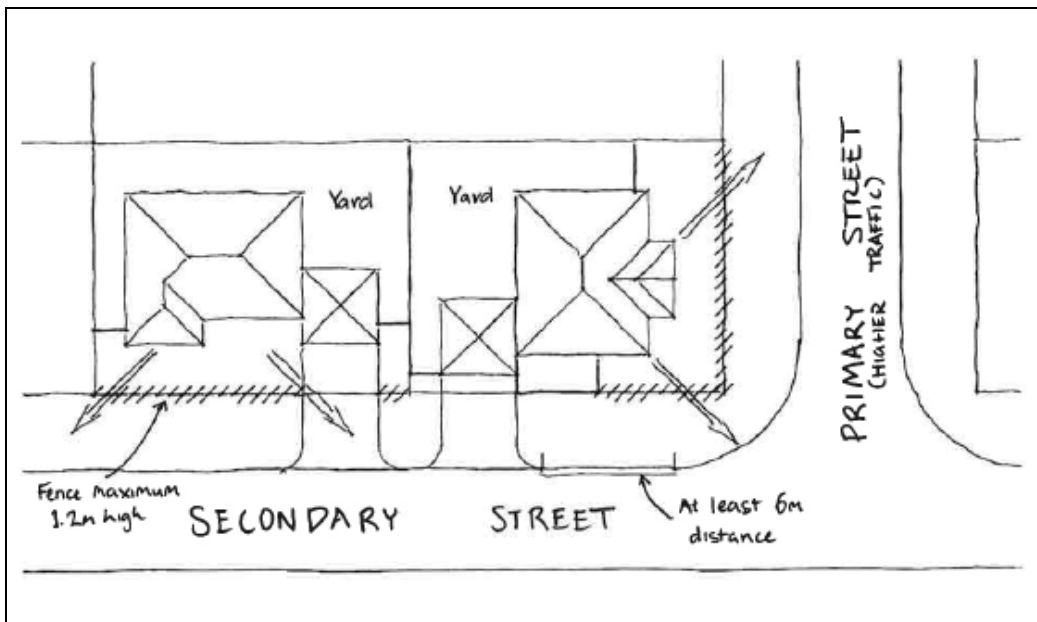 Yard
Yard
PRIMARY STREET
(HIGHER TRAFFIC)
Fence maximum
1.2m high
SECONDARY STREET
At least 6m
distance